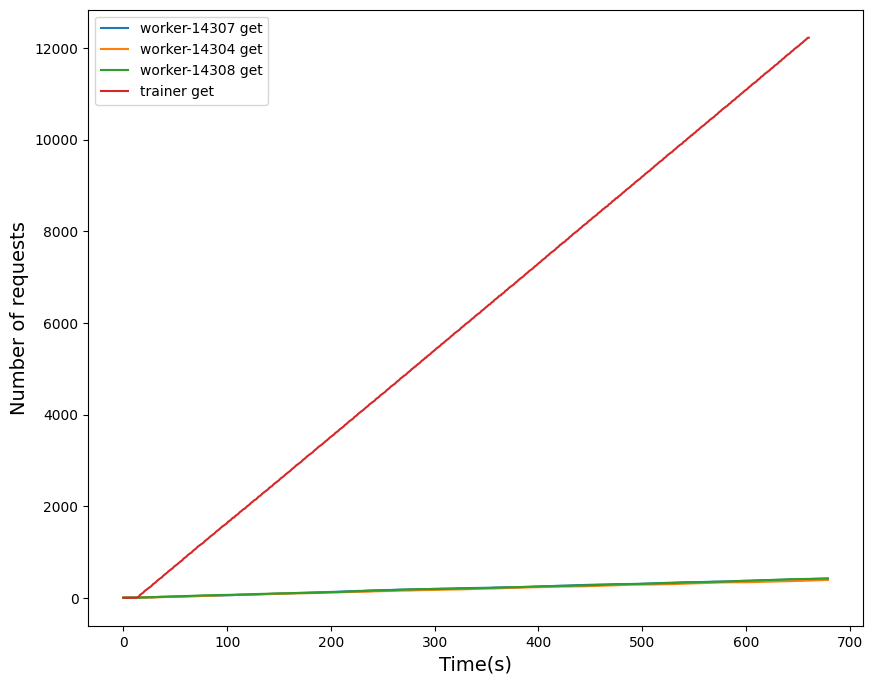 worker-14307 get
worker-14304 get
worker-14308 get
trainer get
12000
10000
8000
6000
4000
2000
0
Number of requests
0 100 200 300 400 500 600 700
Time(s)